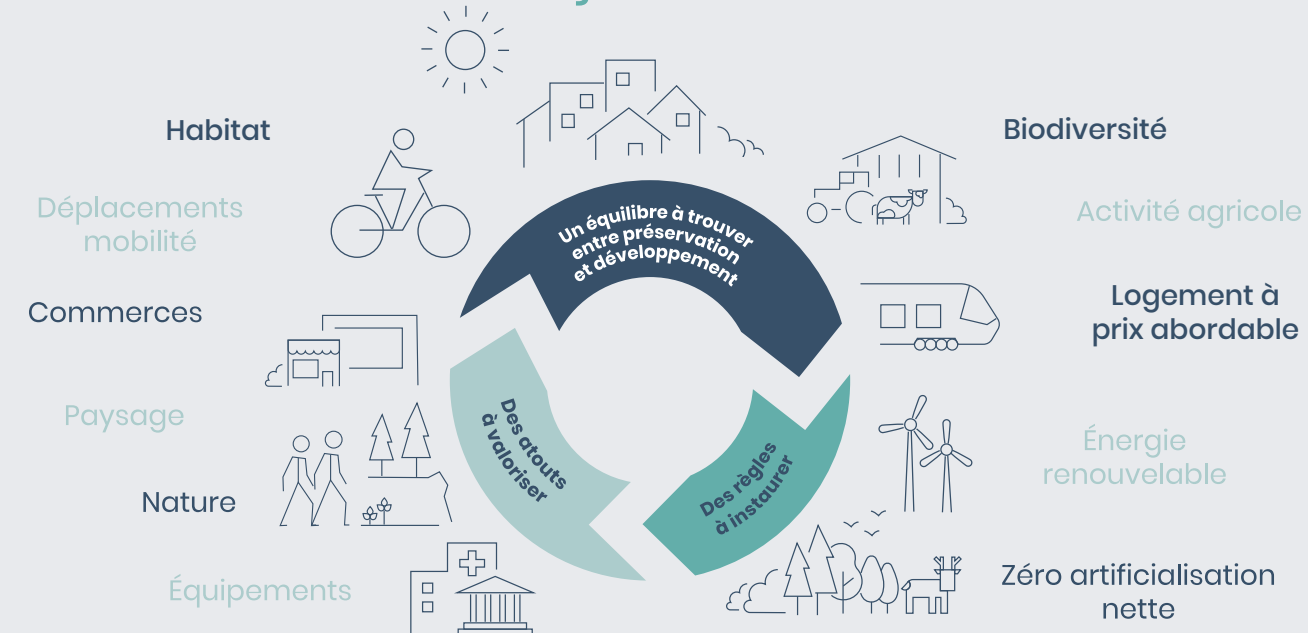 Habitat
Déplacements
mobilité
Commerces
Paysage
Nature
Équipements
Un équilibre à trouver
entre préservation
et développement
Des atouts
à valoriser
Des règles
à instaurer
Biodiversité
Activité agricole
Logement à
prix abordable
Énergie
renouvelable
Zéro artificialisation
nette